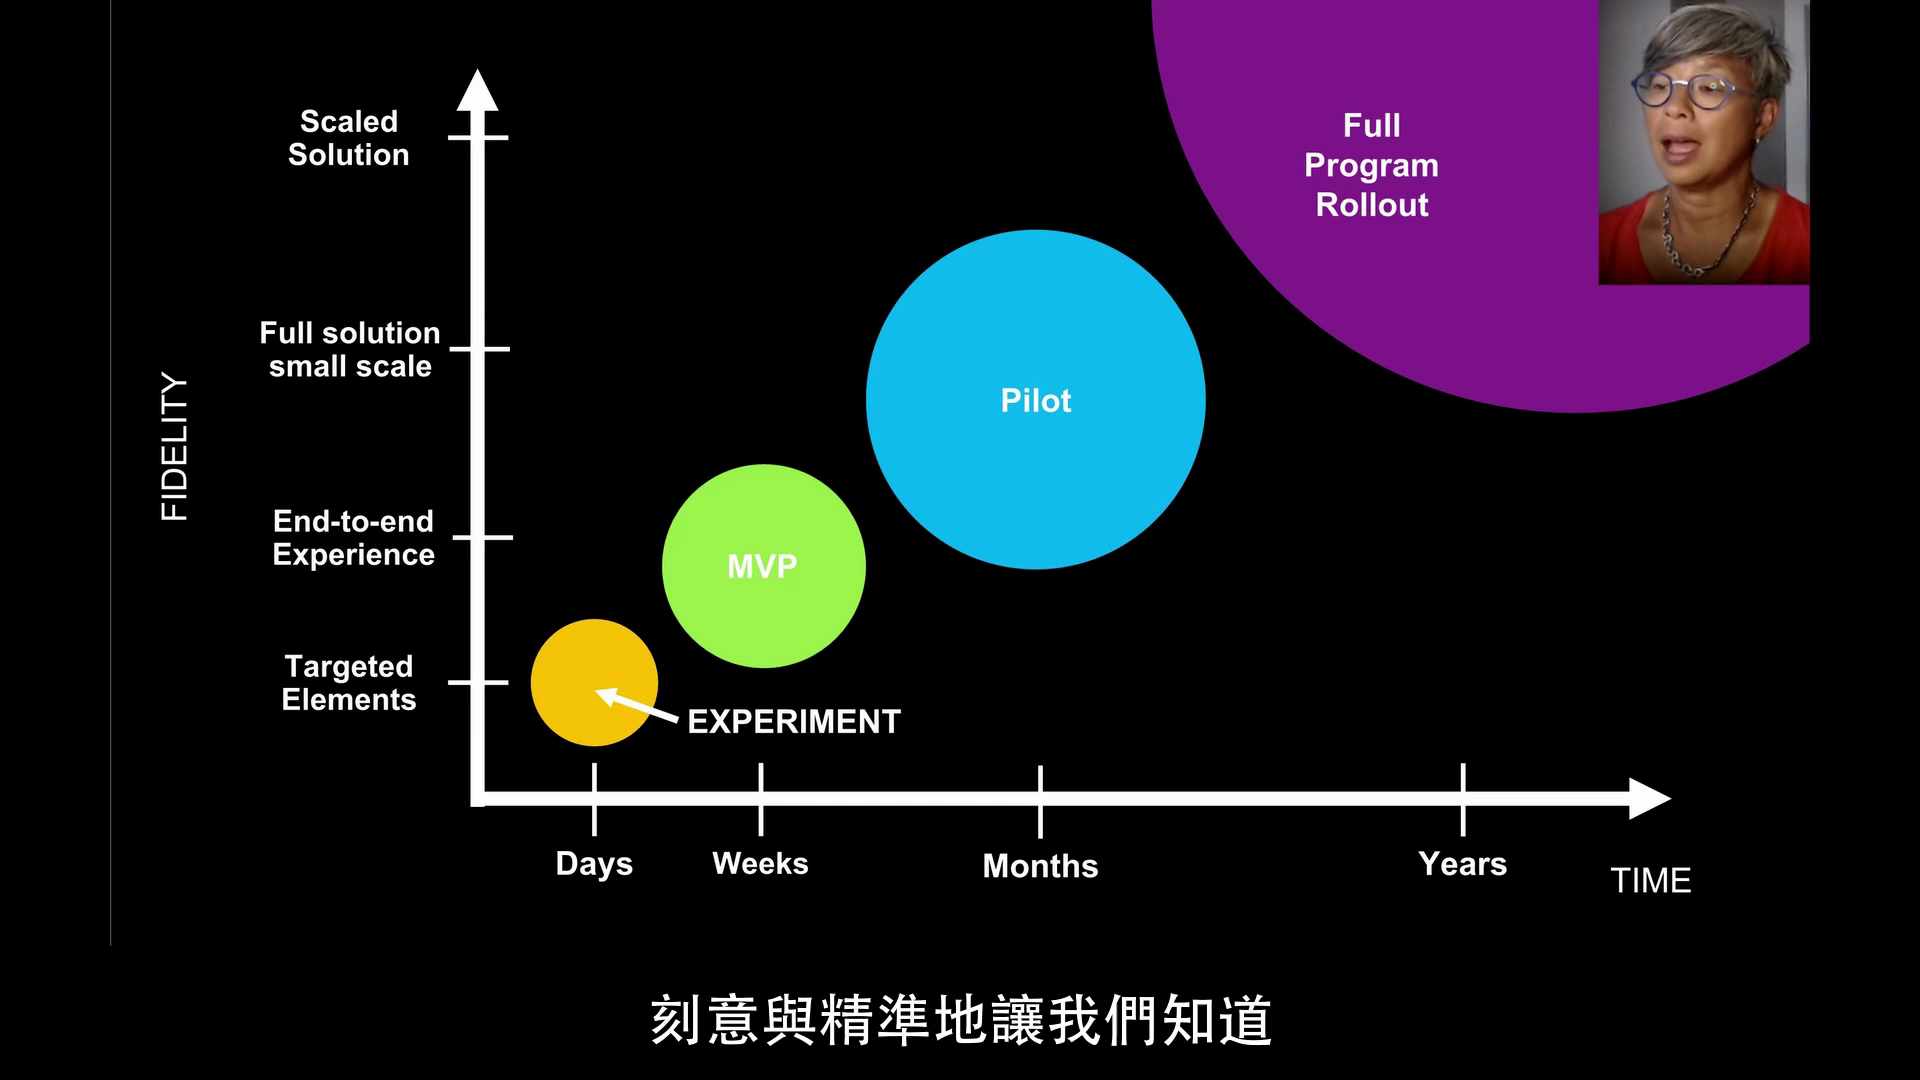 Scaled
Solution
Full
Program
Rollout
Full solution
small scale
Pilot
FIDELITY
End-to-end
Experience
MVP
Targeted
Elements
EXPERIMENT
Days
Weeks
Months
Years
TIME
刻意與精準地讓我們知道